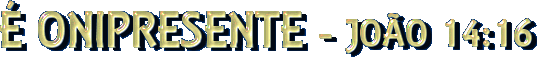 É ONIPRESENTE - JOÃO 14:16